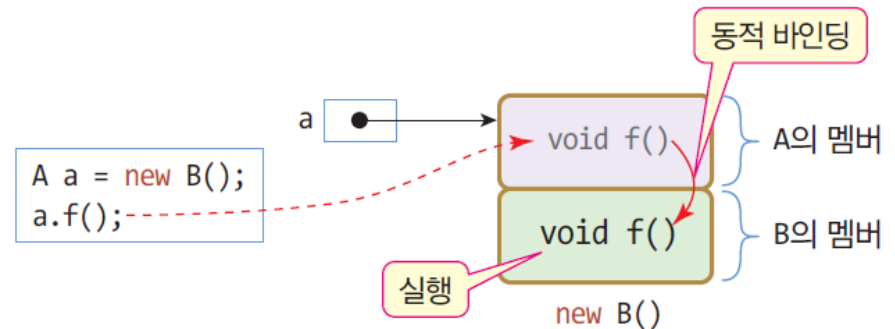 동적 바인딩
a
void f()
A의 멤버
A a = new B();
a.f();
void f()
B의 멤버
실행
new B()